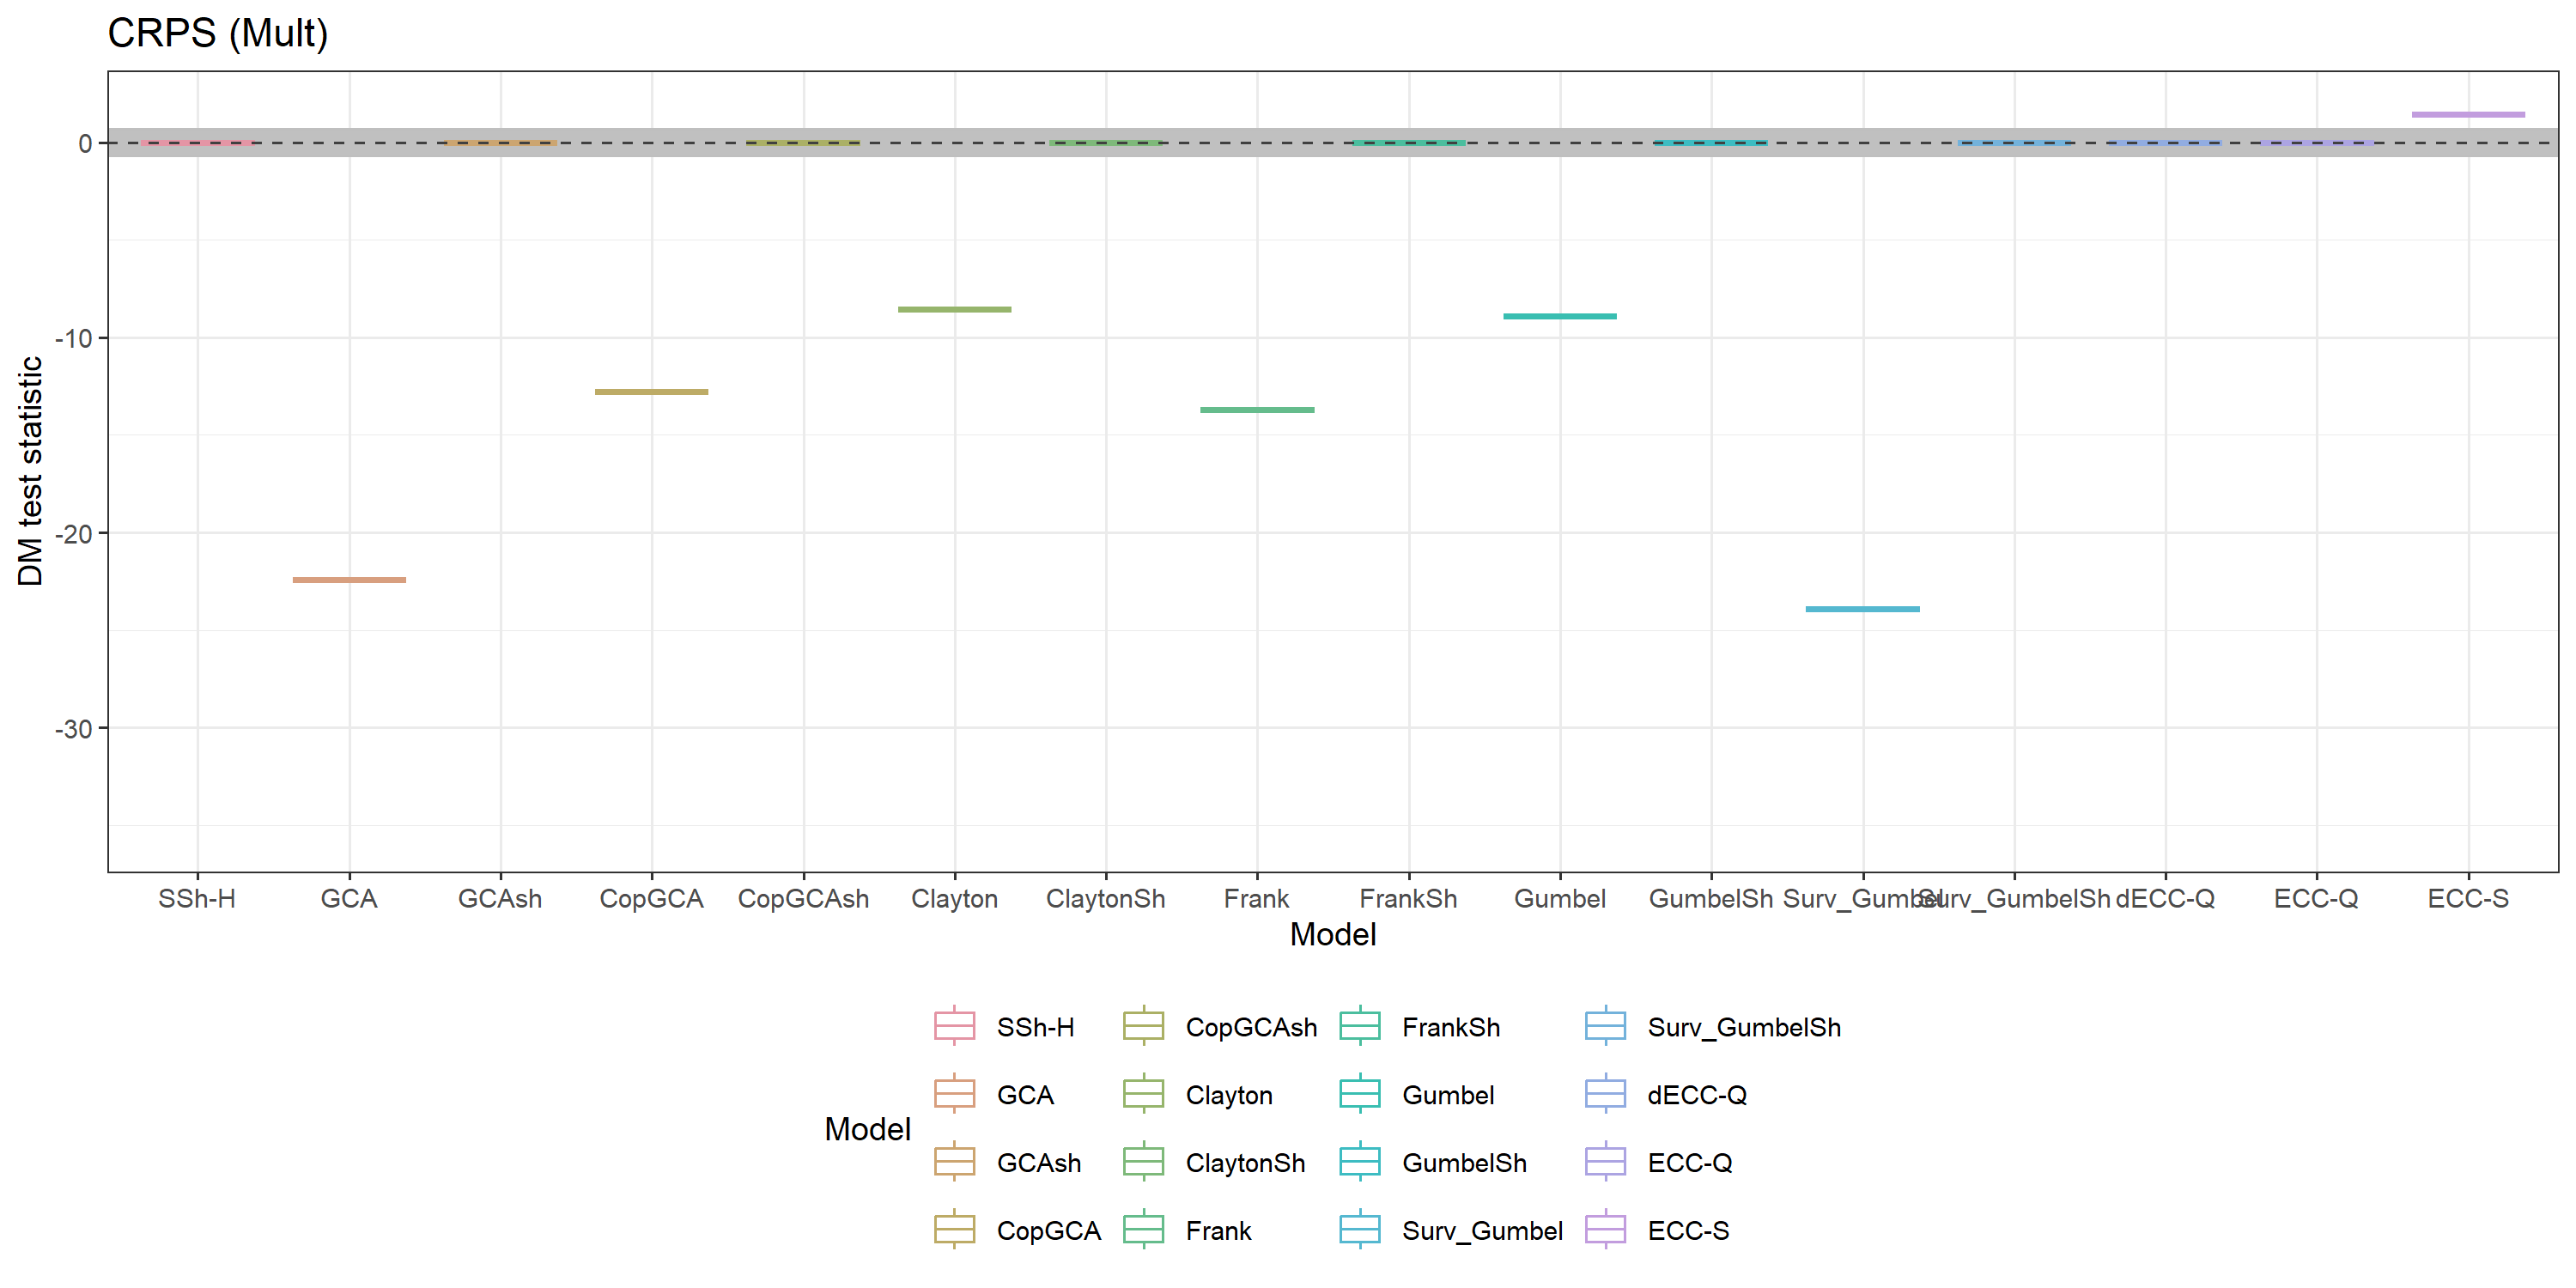 CRPS (Mult)
DM test statistic
0
-10
-20
-30
SSh-H GCA GCAsh CopGCA CopGCAsh Clayton ClaytonSh Frank FrankSh Gumbel GumbelSh Surv_Gumbel Surv_GumbelSh dECC-Q ECC-Q ECC-S
Model
Model
SSh-H CopGCAsh FrankSh Surv_GumbelSh
GCA Clayton Gumbel dECC-Q
GCAsh ClaytonSh GumbelSh ECC-Q
CopGCA Frank Surv_Gumbel ECC-S